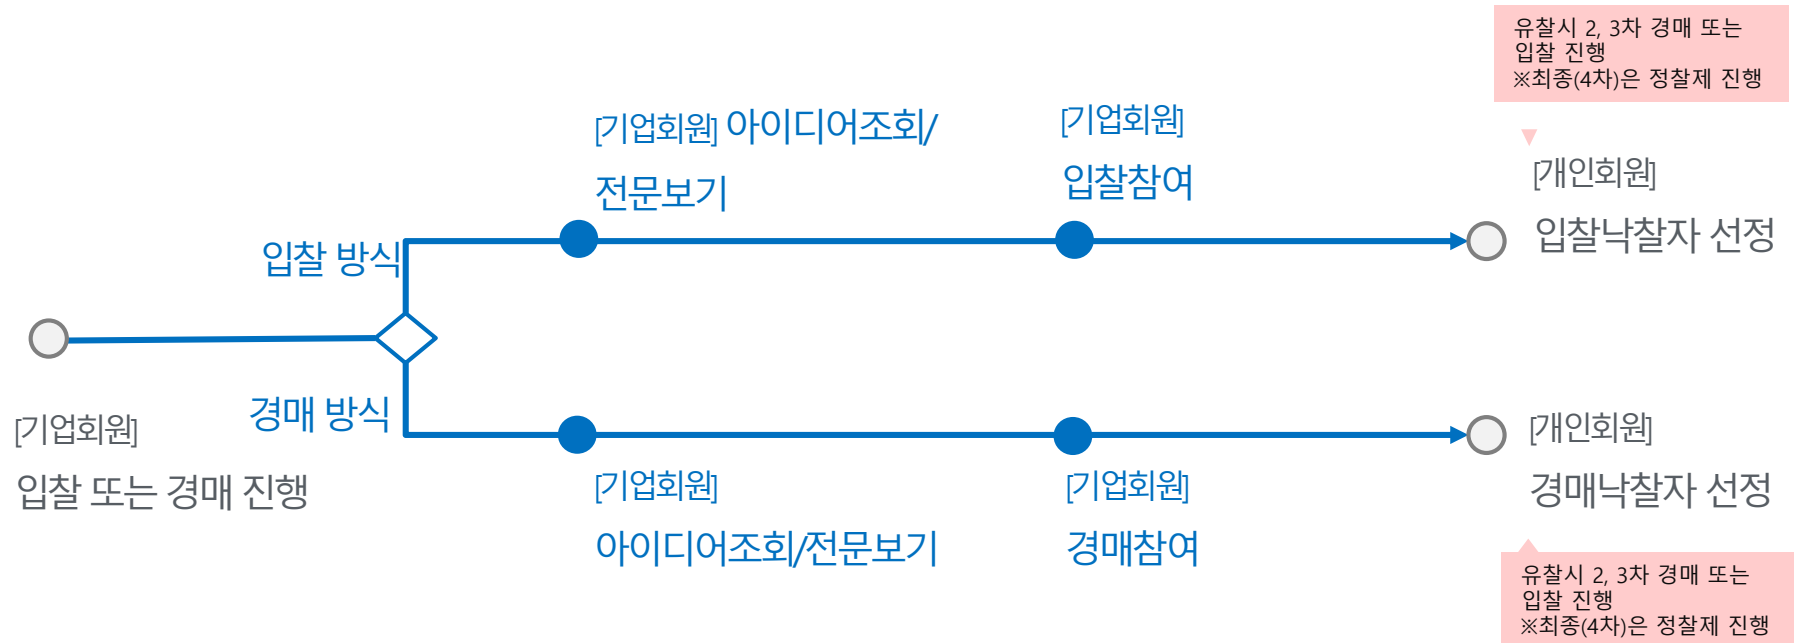 유찰시 2, 3차 경매 또는
입찰 진행
※최종(4차)은 정찰제 진행
[기업회원] 아이디어조회/
전문보기
[기업회원]
입찰참여
[개인회원]
입찰낙찰자 선정
입찰 방식
경매 방식
[기업회원]
입찰 또는 경매 진행
[기업회원]
아이디어조회/전문보기
[기업회원]
경매참여
[개인회원]
경매낙찰자 선정
유찰시 2, 3차 경매 또는
입찰 진행
※최종(4차)은 정찰제 진행